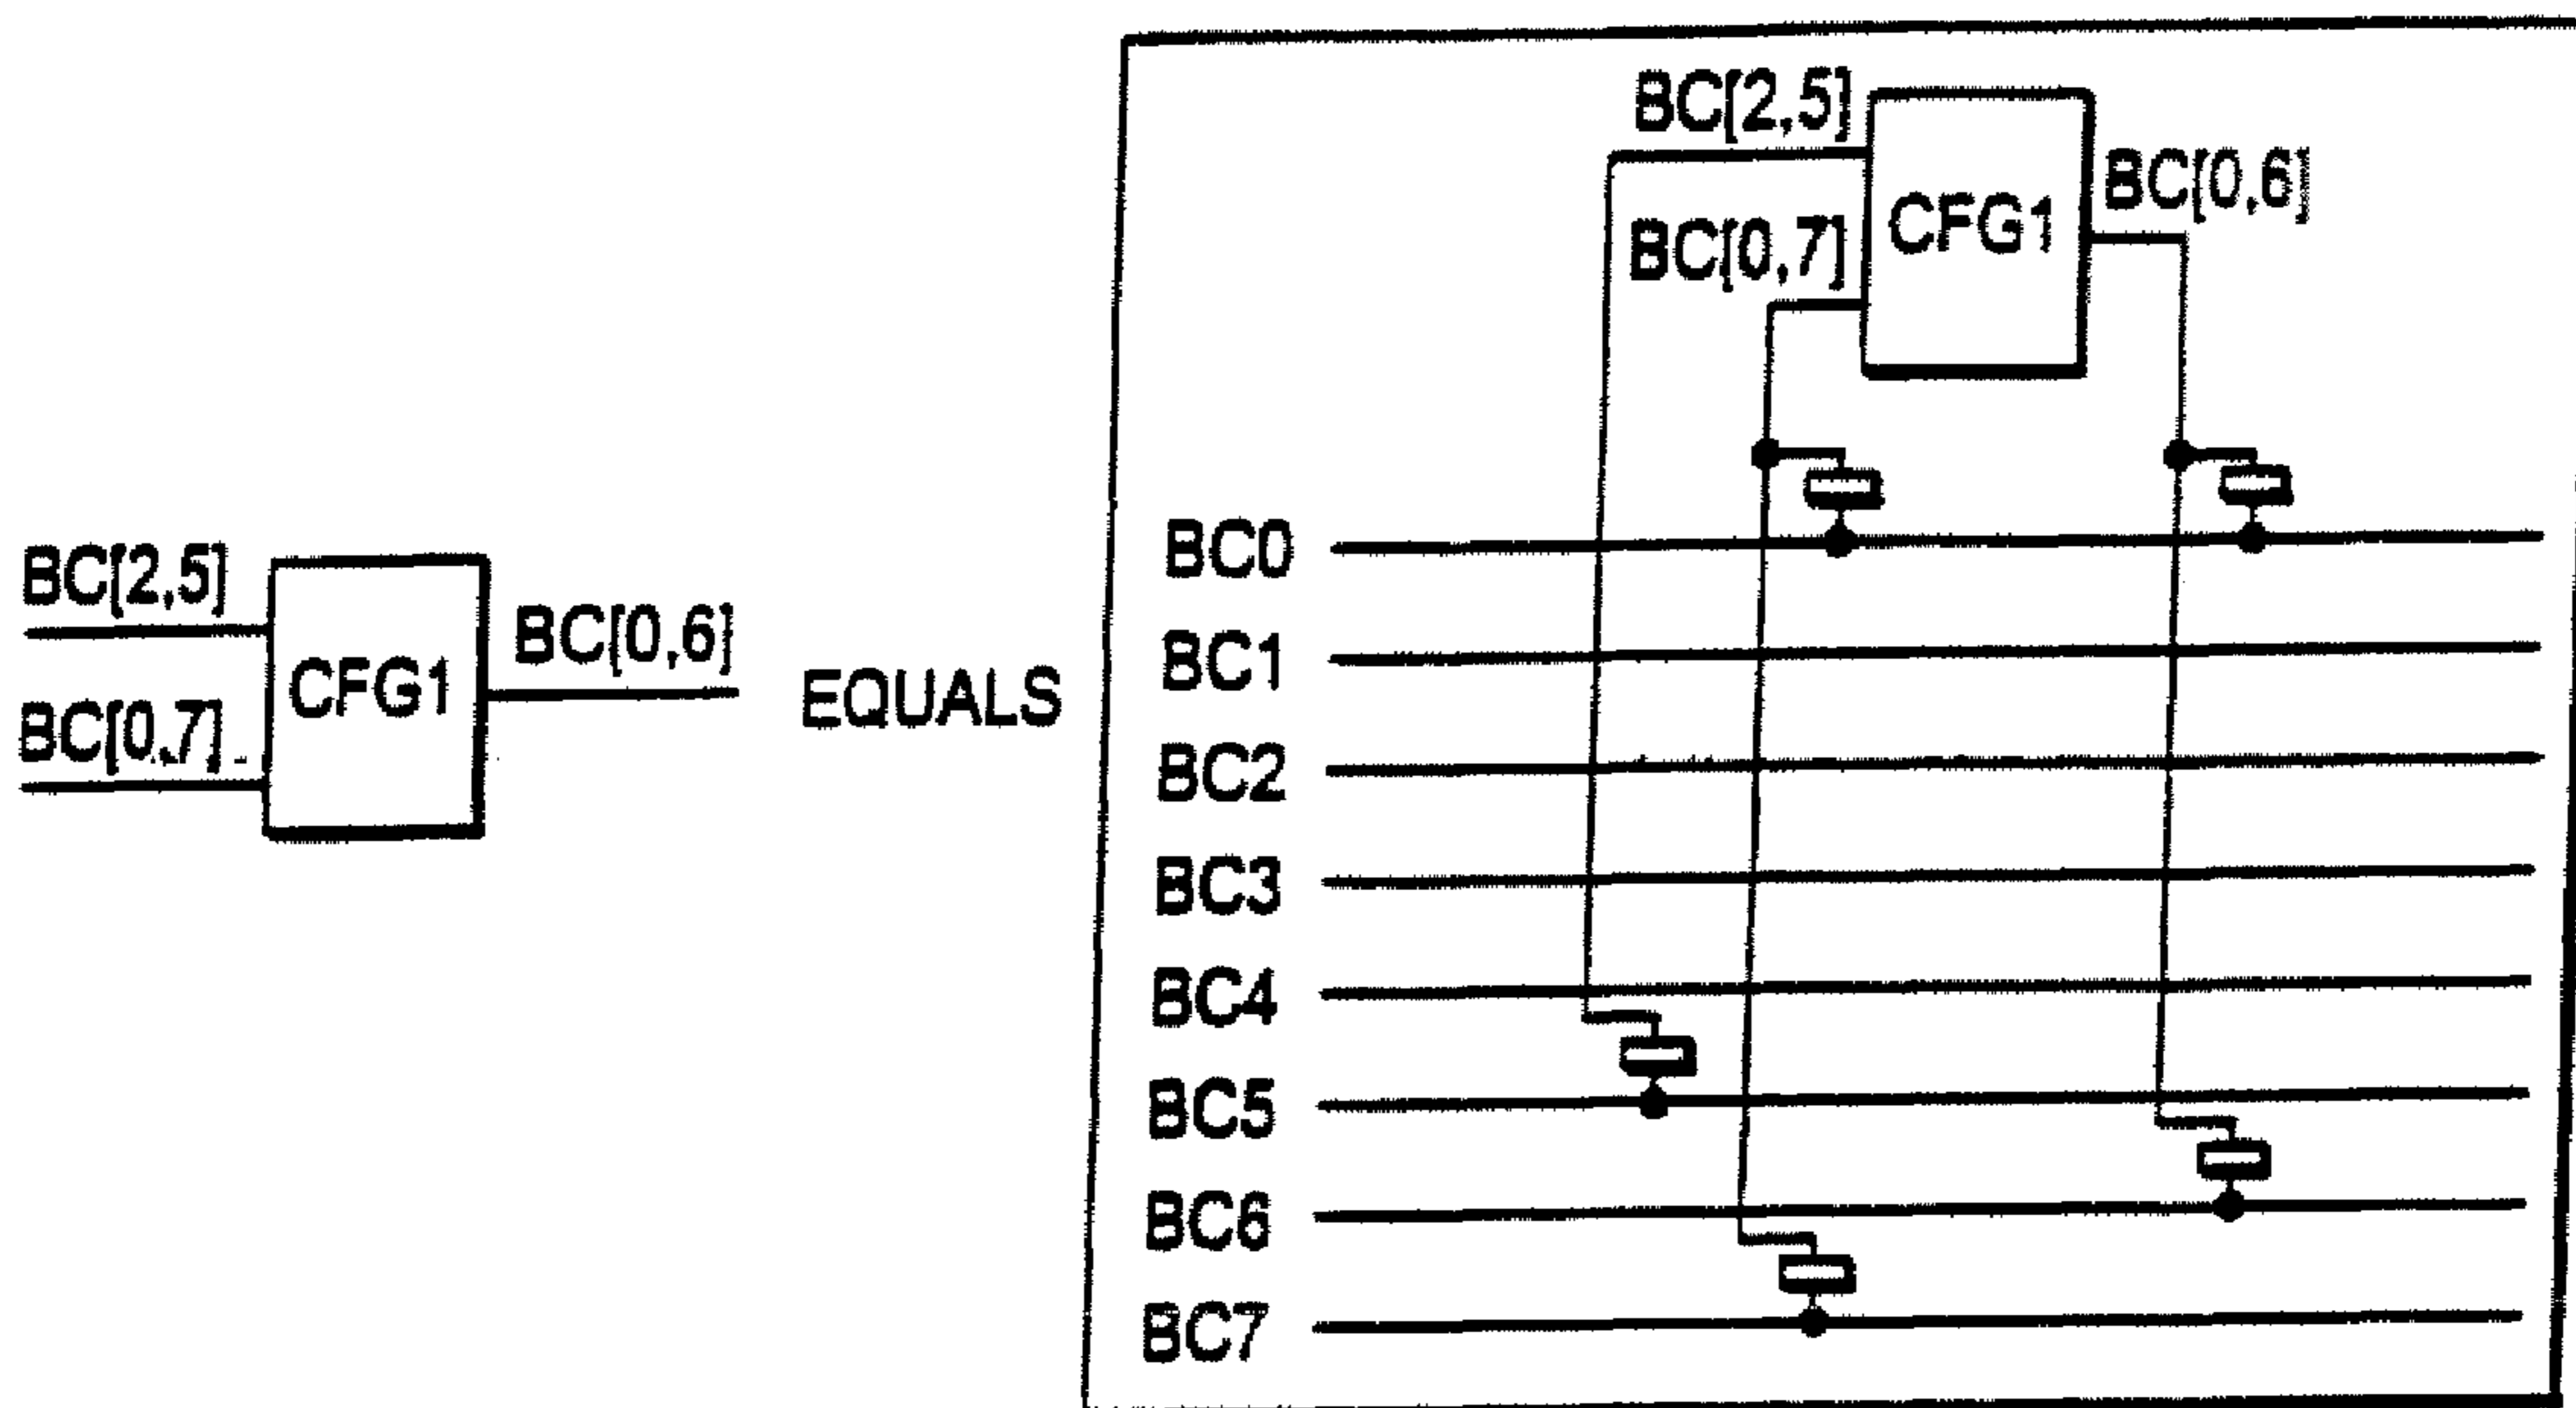 BC[2,5]
BC[0,7]
CFG1
BC[0,6]
EQUALS
BC[2,5]
BC[0,7]
CFG1
BC[0,6]
BC0
BC1
BC2
BC3
BC4
BC5
BC6
BC7